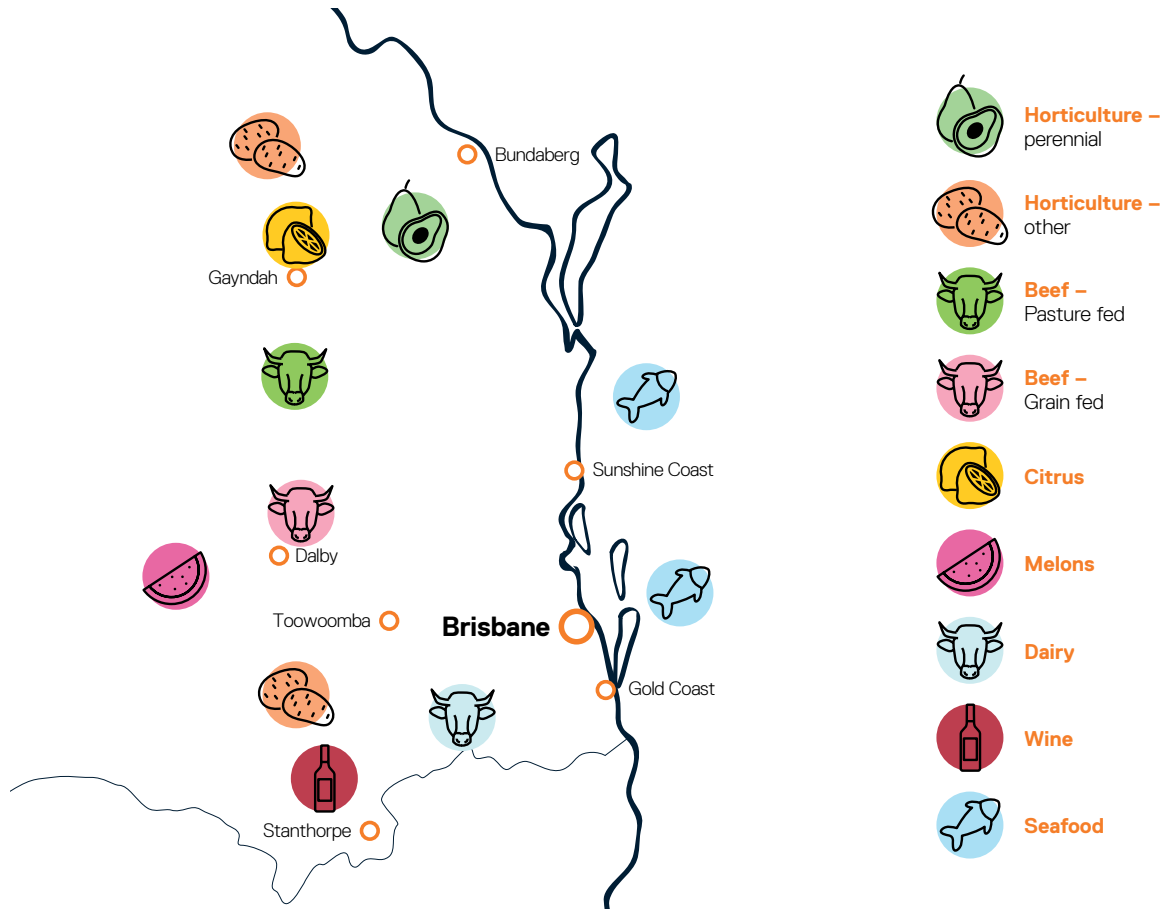 Bundaberg
Gayndah
Sunshine Coast
Dalby
Toowoomba
Brisbane
Gold Coast
Stanthorpe
Horticulture –
perennial
Horticulture –
other
Beef –
Pasture fed
Beef –
Grain fed
Citrus
Melons
Dairy
Wine
Seafood